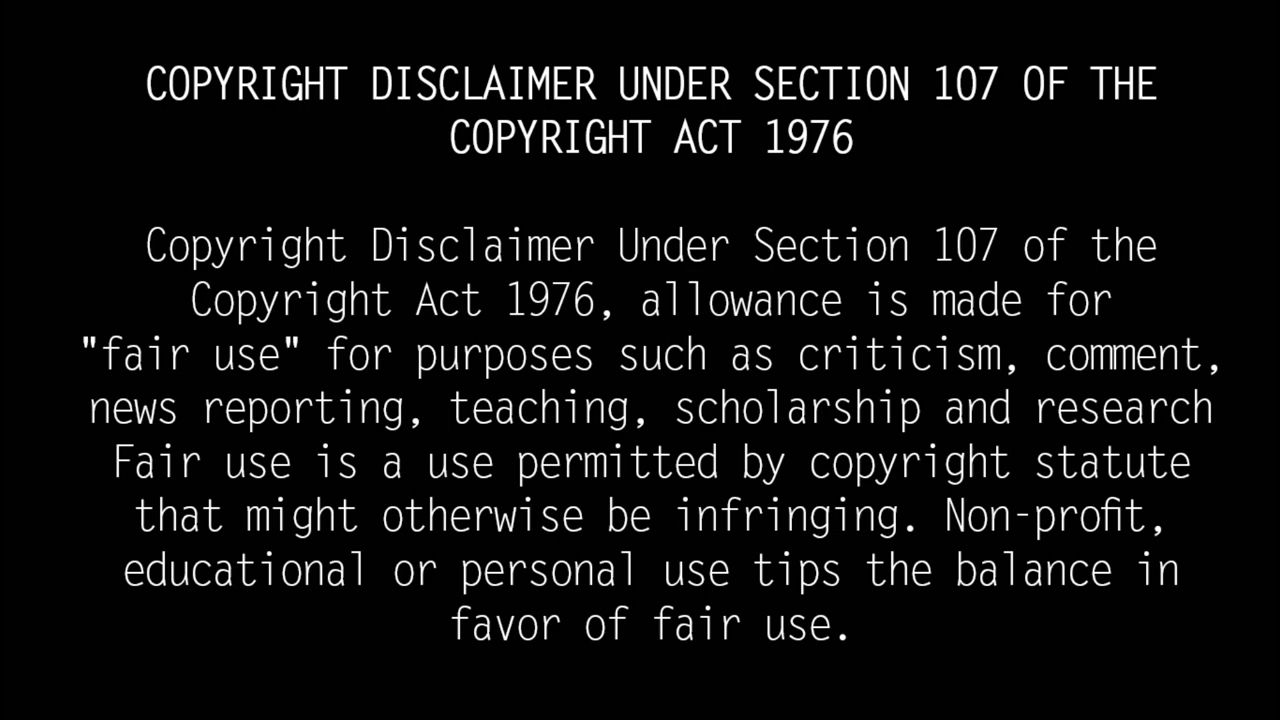 COPYRIGHT DISCLAIMER UNDER SECTION 107 OF THE
COPYRIGHT ACT 1976
Copyright Disclaimer Under Section 107 of the
Copyright Act 1976, allowance is made for
"fair use" for purposes such as criticism, comment,
news reporting, teaching, scholarship and research
Fair use is a use permitted by copyright statute
that might otherwise be infringing. Non-profit,
educational or personal use tips the balance in
favor of fair use.